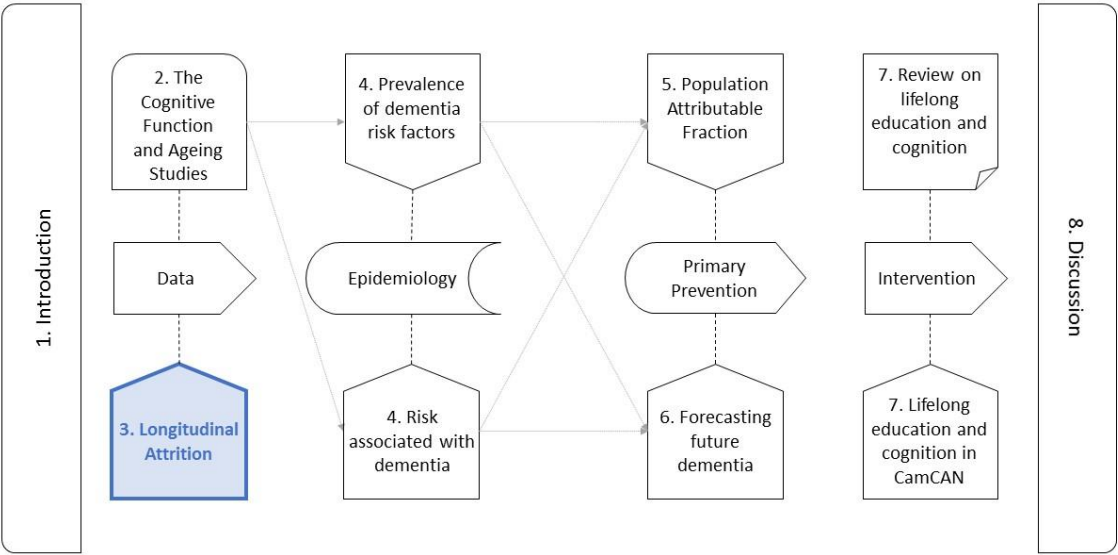 1. Introduction
2. The
Cognitive
Function
and Ageing
Studies
Data
3. Longitudinal
Attrition
4. Prevalence
of dementia
risk factors
Epidemiology
4. Risk
associated with
dementia
5. Population
Attributable
Fraction
Primary
Prevention
6. Forecasting
future
dementia
7. Review on
lifelong
education and
cognition
Intervention
7. Lifelong
education and
cognition in
CamCAN
8. Discussion